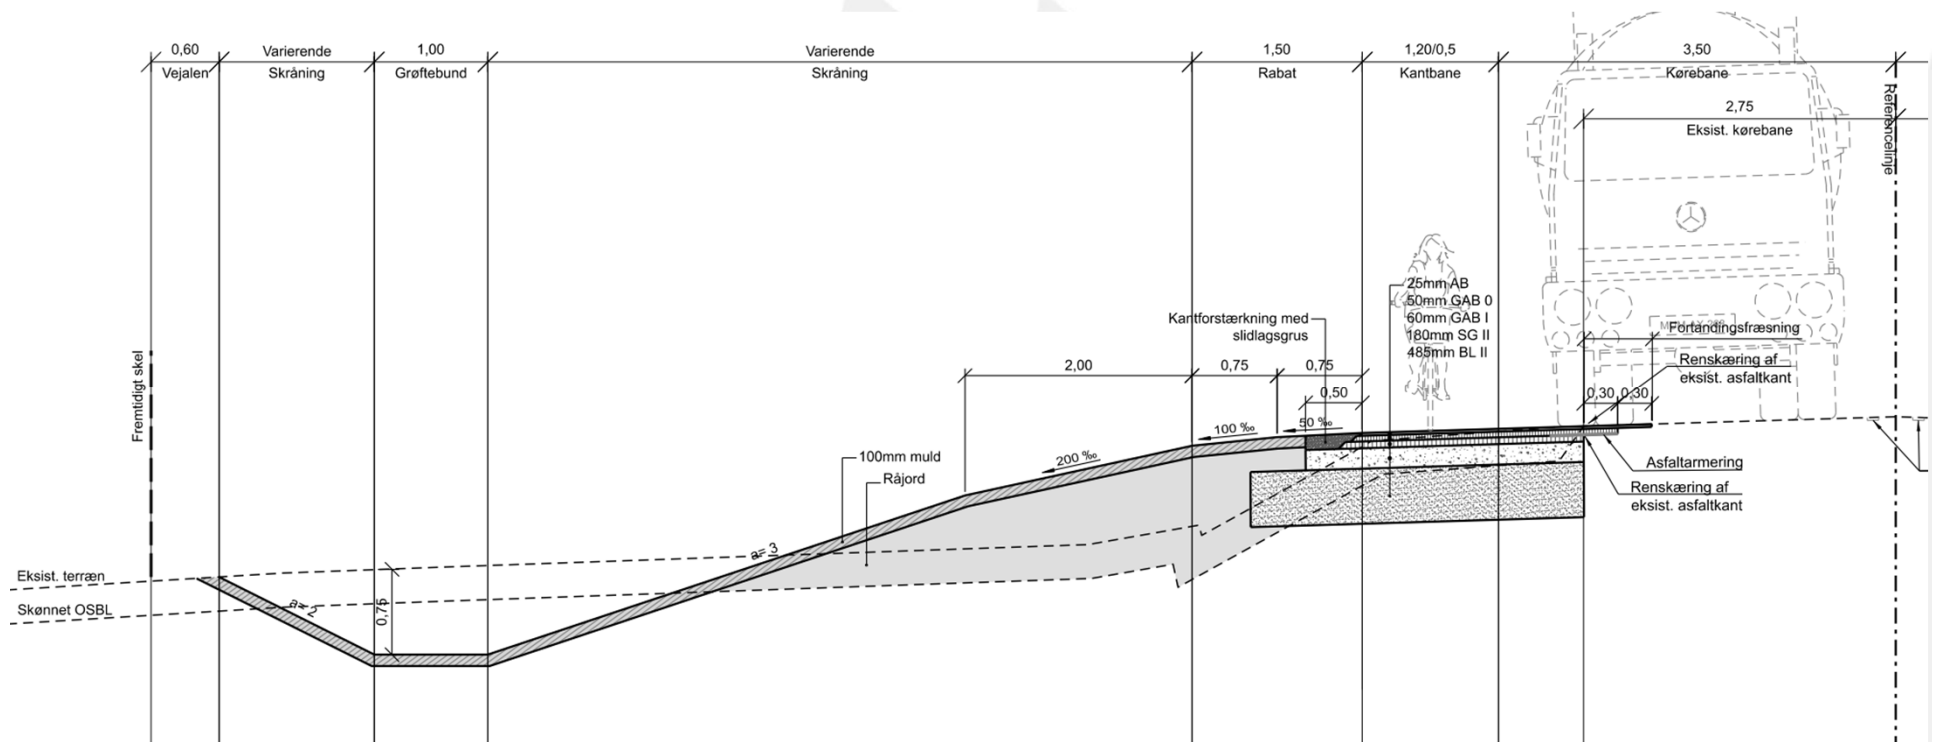 0,60
Varierende
1,00
Varierende
1,50
1,20/0,5
3,50
Vejalen
Skråning
Grøftebund
Skråning
Rabat
Kantbane
Kørebane
2,75
Eksist. kørebane
Referencelinje
25mm AB
50mm GAB 0
60mm GAB I
180mm SG II
485mm BL II
Kantforstærkning med
slidlagsgrus
Fortandingsfræsning
Renskæring af
eksist. asfaltkant
Fremtidigt skel
2,00
0,75
0,75
0,50
0,30
0,30
50 ‰
100 ‰
200 ‰
100mm muld
Råjord
Asfaltarmering
Renskæring af
eksist. asfaltkant
a= 3
Eksist. terræn
Skønnet OSBL
a= 2
0,75